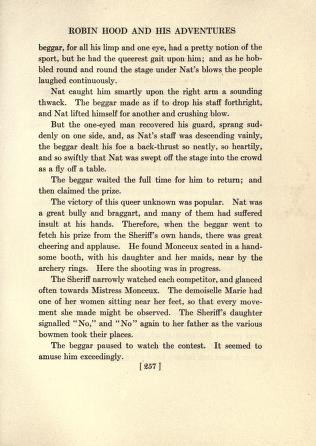 ROBIN HOOD AND HIS ADVENTURES
beggar, for all his limp and one eye, had a pretty notion of the
sport, but he had the queerest gait upon him; and as he hob-
bled round and round the stage under Nat's blows the people
laughed continuously.
Nat caught him smartly upon the right arm a sounding
thwack. The beggar made as if to drop his staff forthright,
and Nat lifted himself for another and crushing blow.
But the one-eyed man recovered his guard, sprang sud-
denly on one side, and, as Nat's staff was descending vainly,
the beggar dealt his foe a back-thrust so neatly, so heartily,
and so swiftly that Nat was swept off the stage into the crowd
as a fly off a table.
The beggar waited the full time for him to return; and
then claimed the prize.
The victory of this queer unknown was popular. Nat was
a great bully and braggart, and many of them had suffered
insult at his hands. Therefore, when the beggar went to
fetch his prize from the Sheriff's own hands, there was great
cheering and applause. He found Monceux seated in a hand-
some booth, with his daughter and her maids, near by the
archery rings. Here the shooting was in progress.
The Sheriff narrowly watched each competitor, and glanced
often towards Mistress Monceux. The demoiselle Marie had
one of her women sitting near her feet, so that every move-
ment she made might be observed. The Sheriff's daughter
signalled "No," and "No" again to her father as the various
bowmen took their places.
The beggar paused to watch the contest. It seemed to
amuse him exceedingly.
[ 257 ]